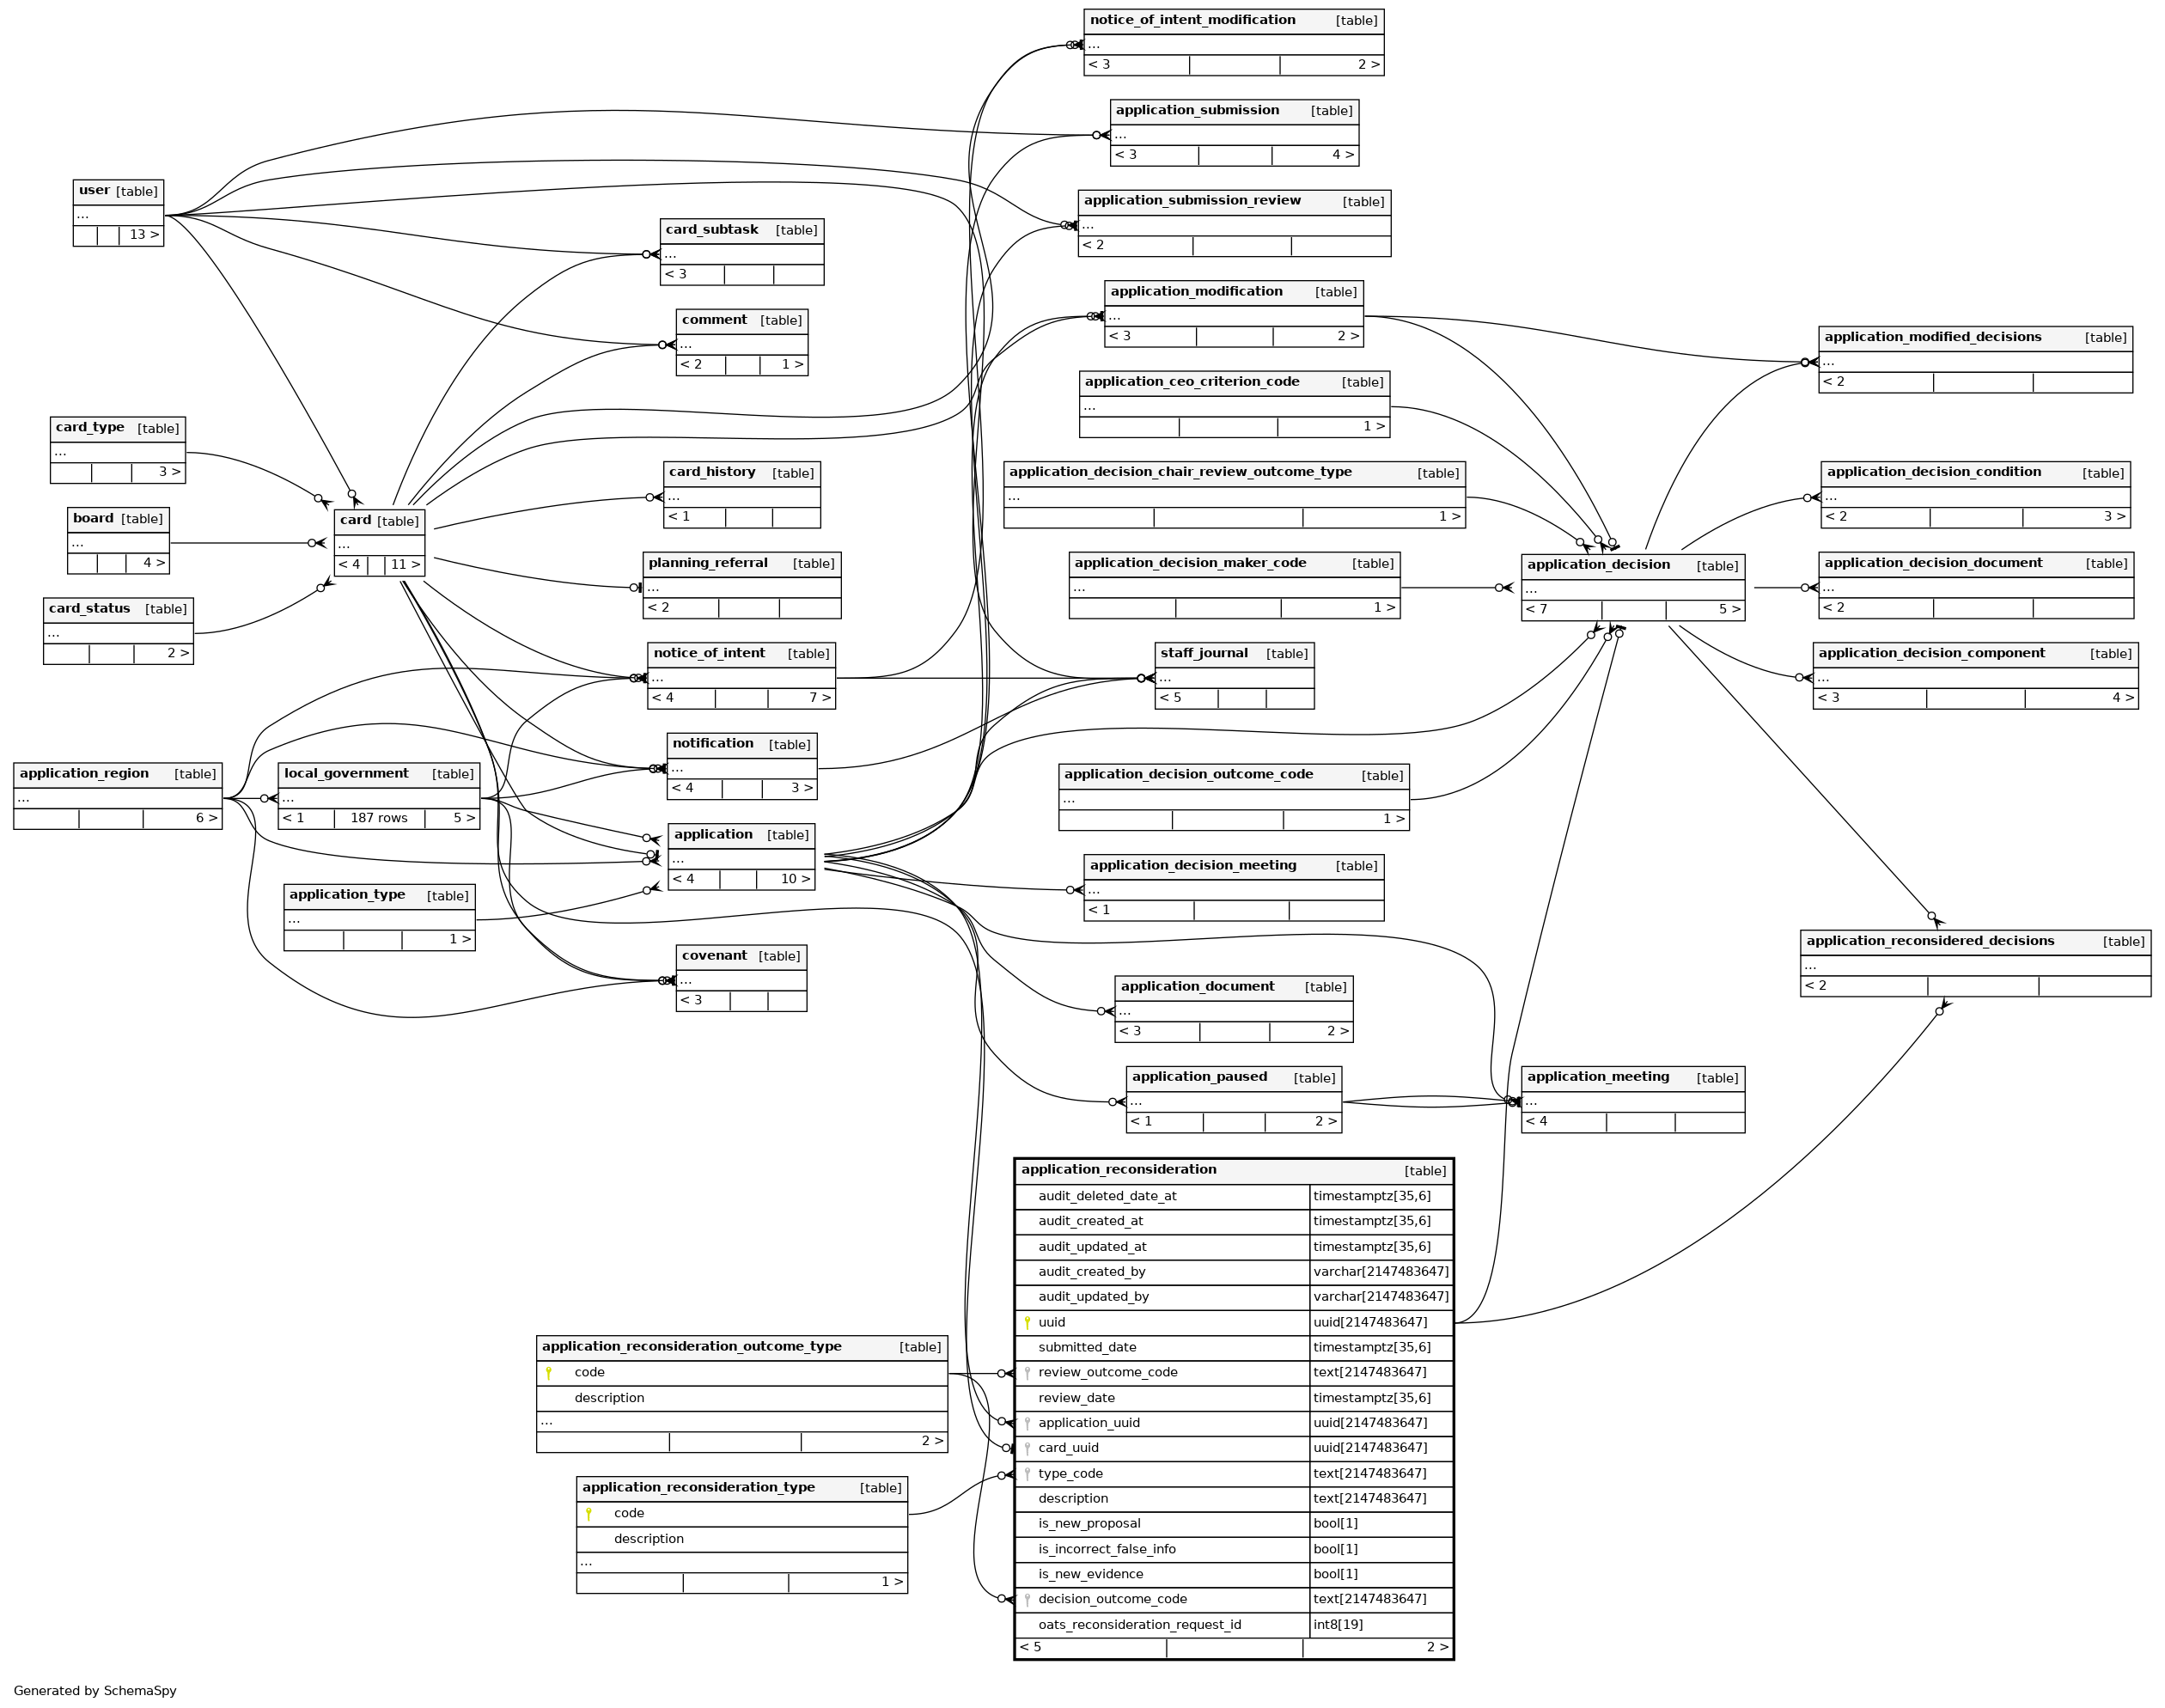 notice_of_intent_modification [table]
...
< 3 2 >
application_submission [table]
...
< 3 4 >
user [table]
...
13 >
application_submission_review [table]
...
< 2
card_subtask [table]
...
< 3
application_modification [table]
...
< 3 2 >
comment [table]
...
< 2 1 >
application_modified_decisions [table]
...
< 2
application_ceo_criterion_code [table]
...
1 >
card_type [table]
...
3 >
card_history [table]
...
< 1
application_decision_chair_review_outcome_type [table]
...
1 >
application_decision_condition [table]
...
< 2 3 >
board [table]
...
4 >
card [table]
...
< 4 11 >
planning_referral [table]
...
< 2
application_decision_maker_code [table]
...
1 >
application_decision [table]
...
< 7 5 >
application_decision_document [table]
...
< 2
card_status [table]
...
2 >
notice_of_intent [table]
...
< 4 7 >
staff_journal [table]
...
< 5
application_decision_component [table]
...
< 3 4 >
notification [table]
...
< 4 3 >
application_region [table]
...
6 >
local_government [table]
...
< 1 187 rows 5 >
application_decision_outcome_code [table]
...
1 >
application [table]
...
< 4 10 >
application_decision_meeting [table]
...
< 1
application_type [table]
...
1 >
covenant [table]
...
< 3
application_reconsidered_decisions [table]
...
< 2
application_document [table]
...
< 3 2 >
application_paused [table]
...
< 1 2 >
application_meeting [table]
...
< 4
application_reconsideration [table]
audit_deleted_date_at timestamptz[35,6]
audit_created_at timestamptz[35,6]
audit_updated_at timestamptz[35,6]
audit_created_by varchar[2147483647]
audit_updated_by varchar[2147483647]
uuid uuid[2147483647]
submitted_date timestamptz[35,6]
review_outcome_code text[2147483647]
review_date timestamptz[35,6]
application_uuid uuid[2147483647]
card_uuid uuid[2147483647]
type_code text[2147483647]
description text[2147483647]
is_new_proposal bool[1]
is_incorrect_false_info bool[1]
is_new_evidence bool[1]
decision_outcome_code text[2147483647]
oats_reconsideration_request_id int8[19]
< 5 2 >
application_reconsideration_outcome_type [table]
code
description
...
2 >
application_reconsideration_type [table]
code
description
...
1 >
Generated by SchemaSpy